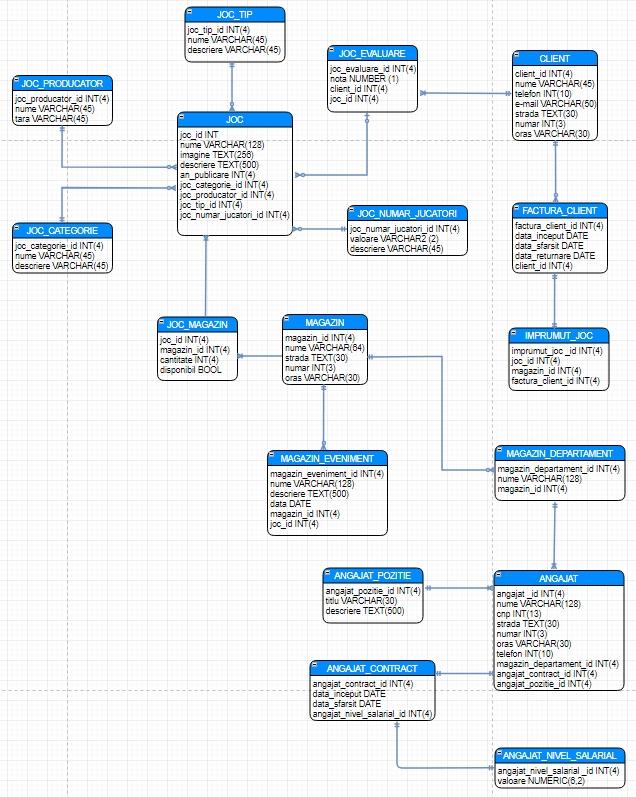 JOC_TIP
joc_tip_id INT(4)
nume VARCHAR(45)
descriere VARCHAR(45)
JOC_EVALUARE
joc_evaluare_id INT(4)
nota NUMBER (1)
client_id INT(4)
joc_id INT(4)
CLIENT
client_id INT(4)
nume VARCHAR(45)
telefon INT(10)
e-mail VARCHAR(50)
strada TEXT(30)
numar INT(3)
oras VARCHAR(30)
JOC_PRODUCATOR
joc_producator_id INT(4)
nume VARCHAR(45)
tara VARCHAR(45)
JOC
joc_id INT
nume VARCHAR(128)
imagine TEXT(256)
descriere TEXT(500)
an_publicare INT(4)
joc_categorie_id INT(4)
joc_producator_id INT(4)
joc_tip_id INT(4)
joc_numar_jucatori_id INT(4)
JOC_CATEGORIE
joc_categorie_id INT(4)
nume VARCHAR(45)
descriere VARCHAR(45)
JOC_NUMAR_JUCATORI
joc_numar_jucatori_id INT(4)
valoare VARCHAR2 (2)
descriere VARCHAR(45)
FACTURA_CLIENT
factura_client_id INT(4)
data_inceput DATE
data_sfarsit DATE
data_returnare DATE
client_id INT(4)
JOC_MAGAZIN
joc_id INT(4)
magazin_id INT(4)
cantitate INT(4)
disponibil BOOL
MAGAZIN
magazin_id INT(4)
nume VARCHAR(64)
strada TEXT(30)
numar INT(3)
oras VARCHAR(30)
IMPRUMUT_JOC
imprumut_joc _id INT(4)
joc_id INT(4)
magazin_id INT(4)
factura_client_id INT(4)
MAGAZIN_EVENIMENT
magazin_eveniment_id INT(4)
nume VARCHAR(128)
descriere TEXT(500)
data DATE
magazin_id INT(4)
joc_id INT(4)
MAGAZIN_DEPARTAMENT
magazin_departament_id INT(4)
nume VARCHAR(128)
magazin_id INT(4)
ANGAJAT_POZITIE
angajat_pozitie_id INT(4)
titlu VARCHAR(30)
descriere TEXT(500)
ANGAJAT
angajat _id INT(4)
nume VARCHAR(128)
cnp INT(13)
strada TEXT(30)
numar INT(3)
oras VARCHAR(30)
telefon INT(10)
magazin_departament_id INT(4)
angajat_contract_id INT(4)
angajat_pozitie_id INT(4)
ANGAJAT_CONTRACT
angajat_contract_id INT(4)
data_inceput DATE
data_sfarsit DATE
angajat_nivel_salarial_id INT(4)
ANGAJAT_NIVEL_SALARIAL
angajat_nivel_salarial _id INT(4)
valoare NUMERIC(6,2)